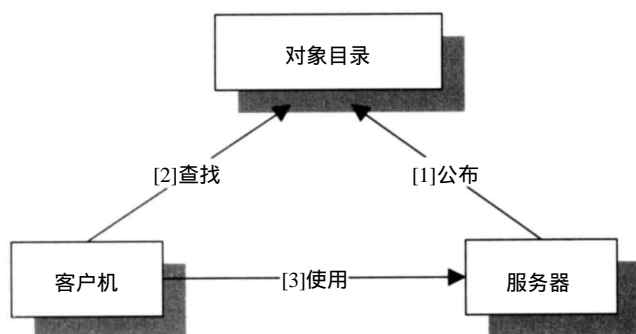 对象目录
[2]查找
[1]公布
客户机
[3]使用
服务器